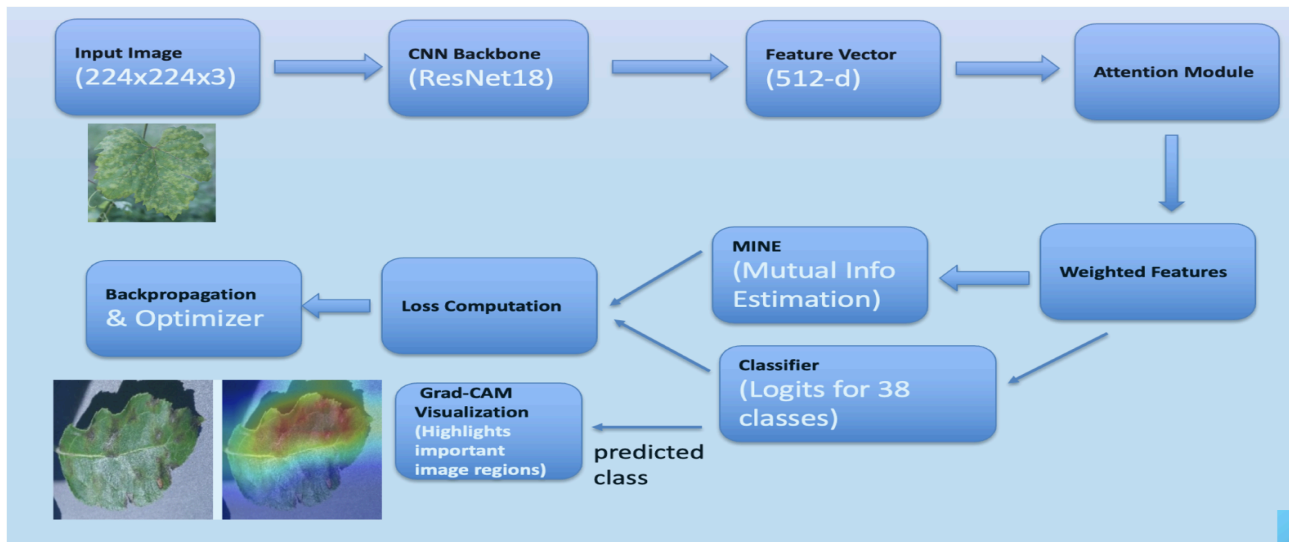 Input Image
(224x224x3)
CNN Backbone
(ResNet18)
Feature Vector
(512-d)
Attention Module
MINE
(Mutual Info
Estimation)
Weighted Features
Backpropagation
& Optimizer
Loss Computation
Classifier
(Logits for 38
classes)
Grad-CAM
Visualization
(Highlights
important
image regions)
predicted
class